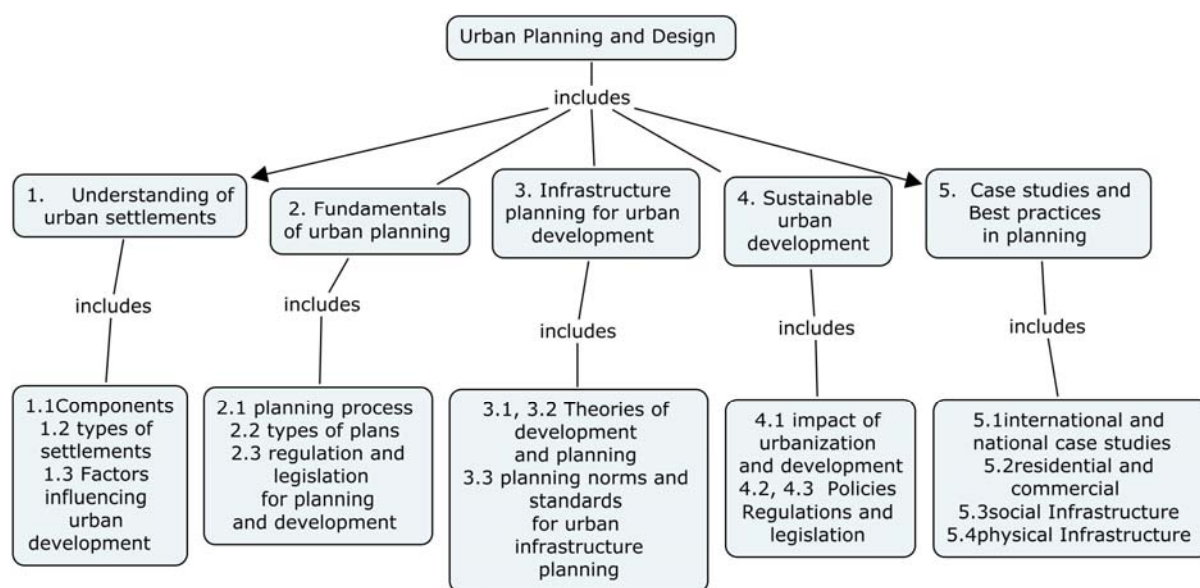 Urban Planning and Design
includes
1. Understanding of
urban settlements
2. Fundamentals
of urban planning
3. Infrastructure
planning for urban
development
4. Sustainable
urban
development
5. Case studies and
Best practices
in planning
includes
includes
includes
includes
includes
1.1Components
1.2 types of
settlements
1.3 Factors
influencing
urban
development
2.1 planning process
2.2 types of plans
2.3 regulation and
legislation
for planning
and development
3.1, 3.2 Theories of
development
and planning
3.3 planning norms and
standards
for urban
infrastructure
planning
4.1 impact of
urbanization
and development
4.2, 4.3 Policies
Regulations and
legislation
5.1international and
national case studies
5.2residential and
commercial
5.3social Infrastructure
5.4physical Infrastructure